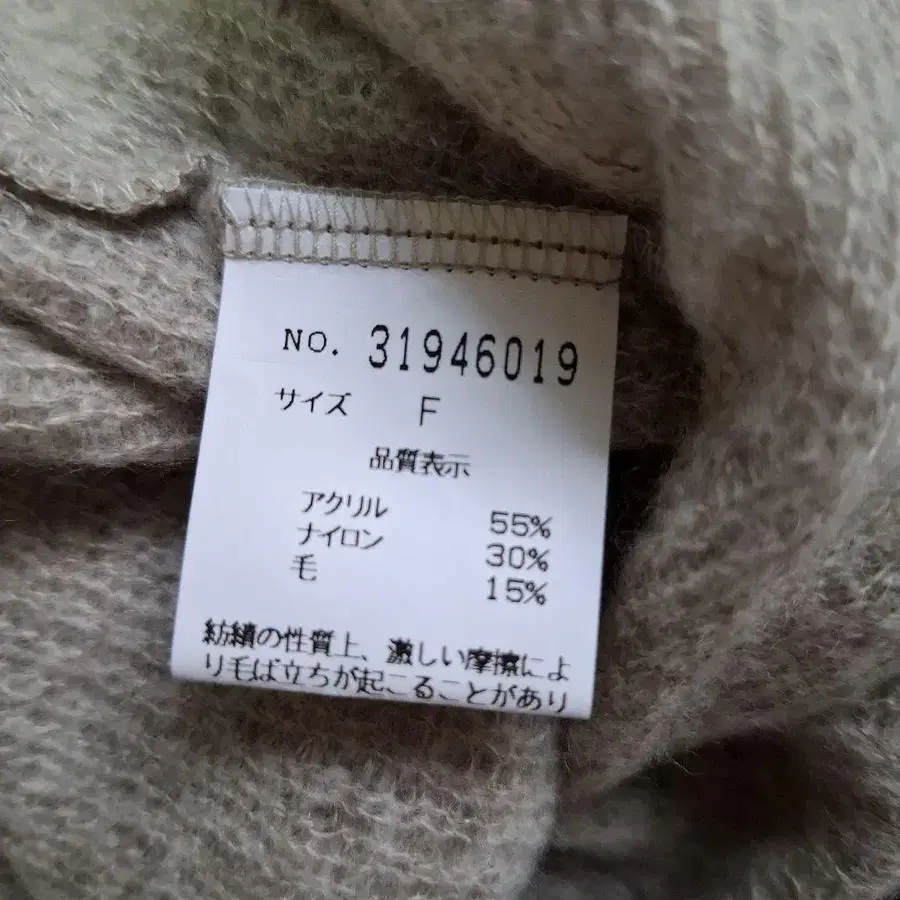 NO. 31946019
サイズ F
品質表示
アクリル 55%
ナイロン 30%
毛 15%
紡績の性質上、激しい摩擦によ
り毛ば立ちが起こることがあり